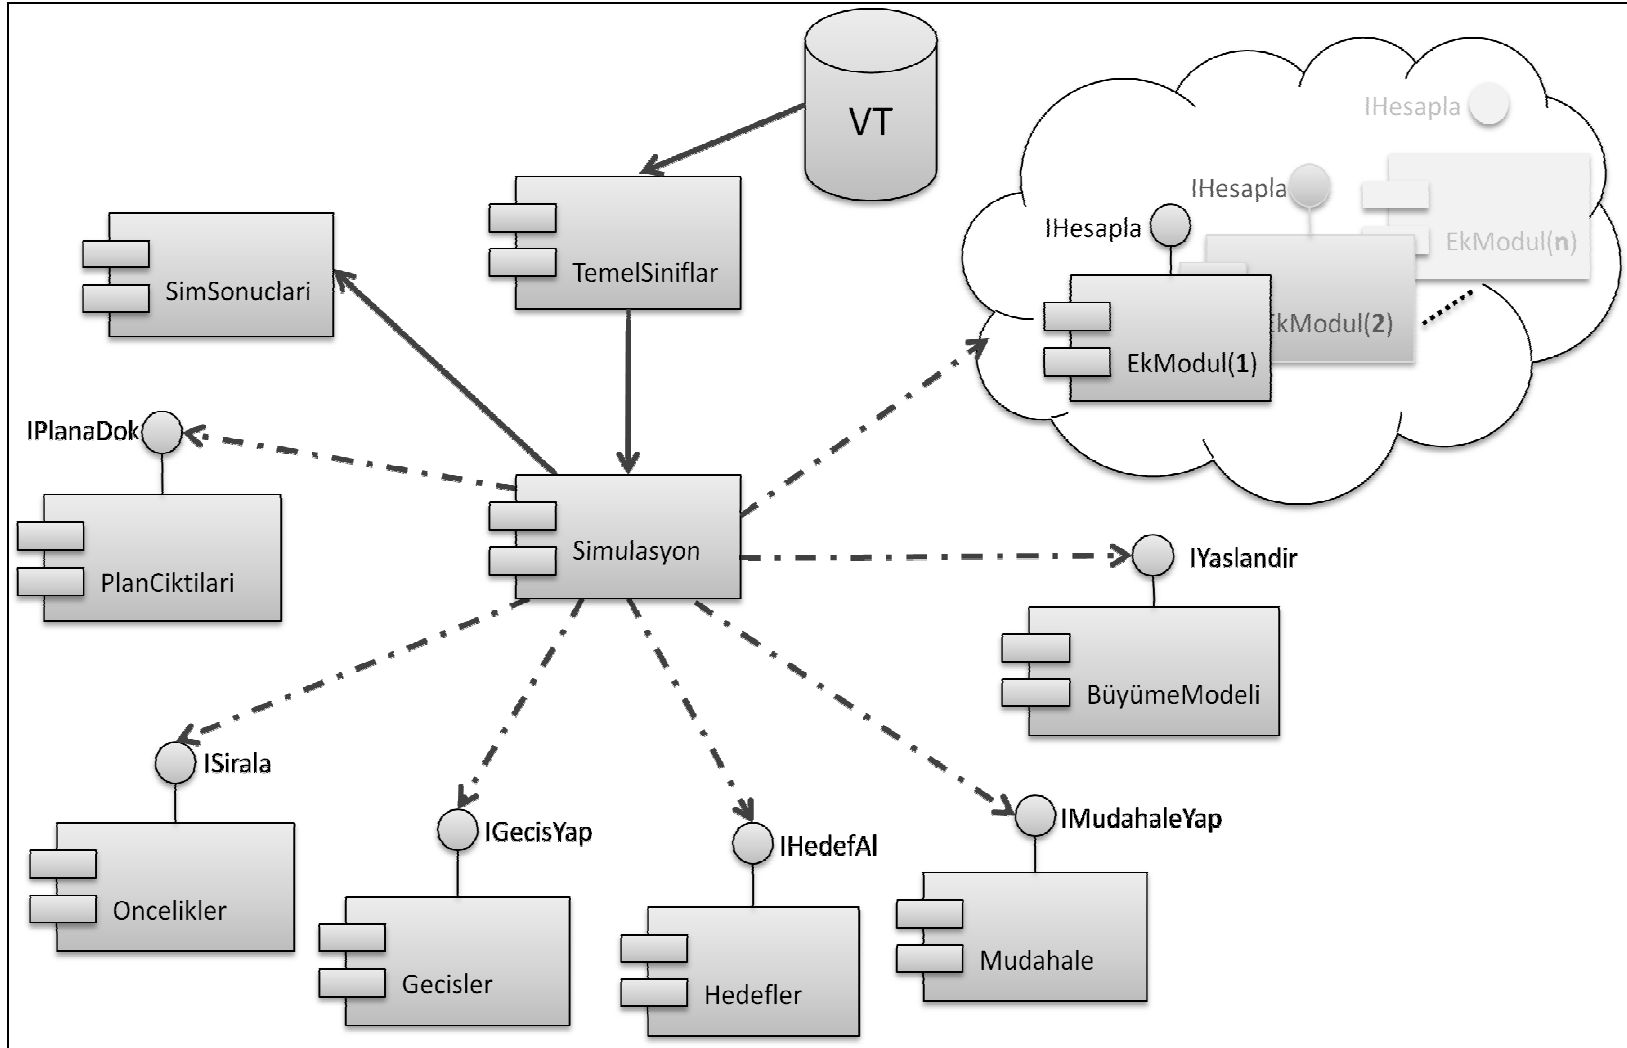 VT
IHesapla
IHesapla
IHesapla
EkModul(n)
EkModul(2)
EkModul(1)
TemelSiniflar
SimSonuclari
IPlanaDok
PlanCiktilari
Simulasyon
IYaslandir
BüyümeModeli
ISirala
Oncelikler
IGecisYap
Gecisler
IHedefAl
Hedefler
IMudahaleYap
Mudahale